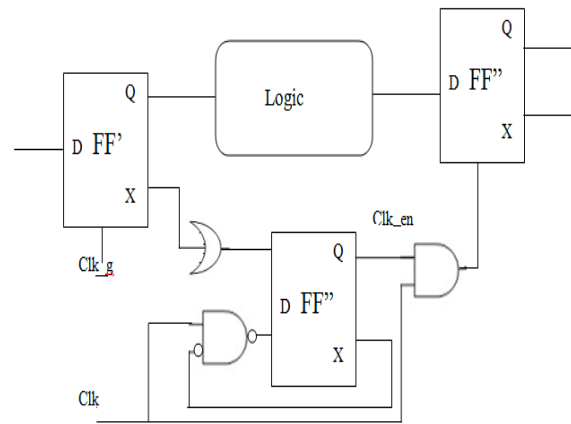 Q
D FF”
X
Logic
Q
D FF’
X
Clk_g
Clk_en
Q
D FF”
X
Clk